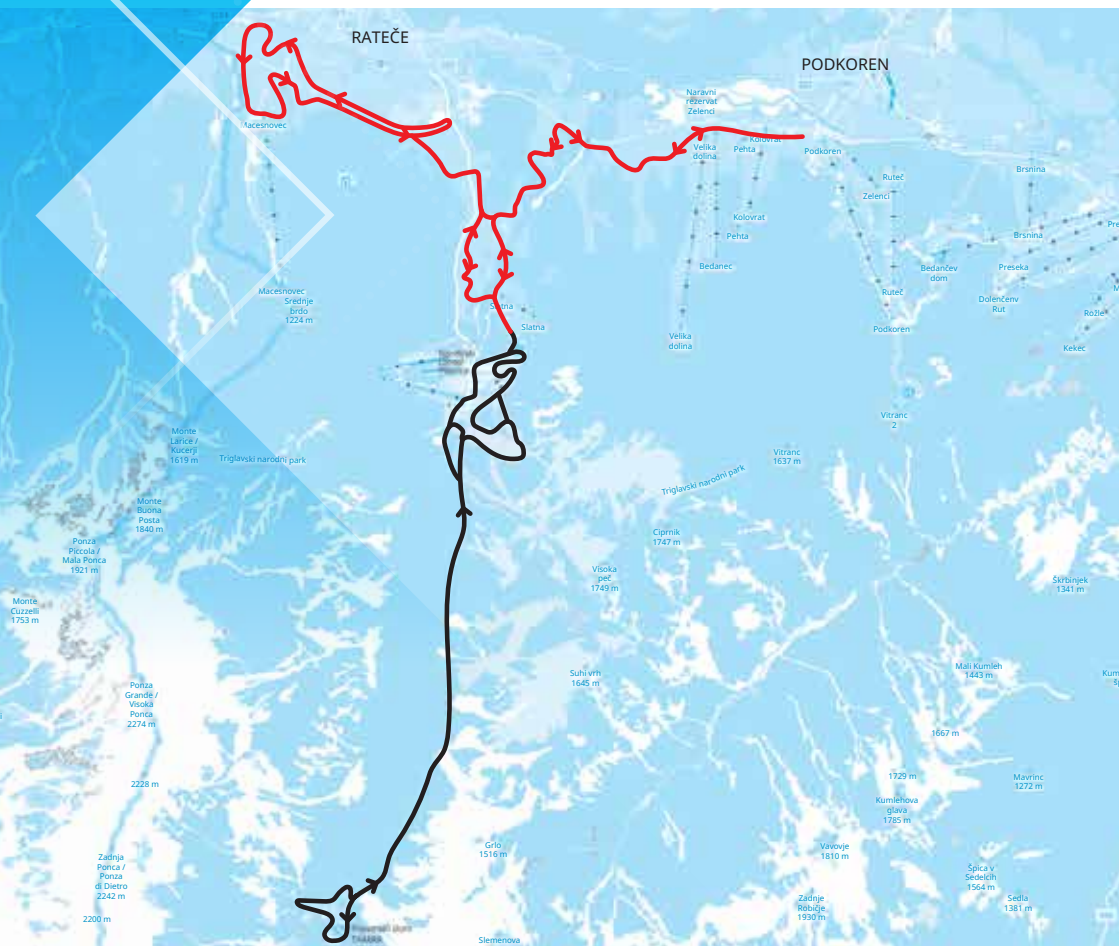 RATEČE
PODKOREN
Naravni
rezervat
Zelenci
Macesnovec
Kolovrat
Velika
dolina
Pehta
Podkoren
Brsnina
Ruteč
Zelenci
Kolovrat
Pehta
Brsnina
Bedanec
Bedančev
dom
Preseka
Macesnovec
Srednje
brdo
1224 m
Ruteč
Dolenčenv
Rut
Slatna
Slatna
Rožle
Podkoren
Velika
dolina
Kekec
Vitranc
2
Monte
Larice /
Kucerji
1619 m
Triglavski narodni park
Vitranc
1637 m
Triglavski narodni park
Monte
Buona
Posta
1840 m
Ciprnik
1747 m
Ponza
Piccola /
Mala Ponca
1921 m
Visoka
peč
1749 m
Škrbinjek
1341 m
Monte
Cuzzelli
1753 m
Suhi vrh
1645 m
Mali Kumleh
1443 m
Ponza
Grande /
Visoka
Ponca
2274 m
1667 m
2228 m
1729 m
Mavrinc
1272 m
Kumlehova
glava
1785 m
Grlo
1516 m
Vavovje
1810 m
Zadnja
Ponca /
Ponza
di Dietro
2242 m
Špica v
Sedelcih
1564 m
Zadnje
Robičje
1930 m
Sedla
1381 m
2200 m
Slemenova